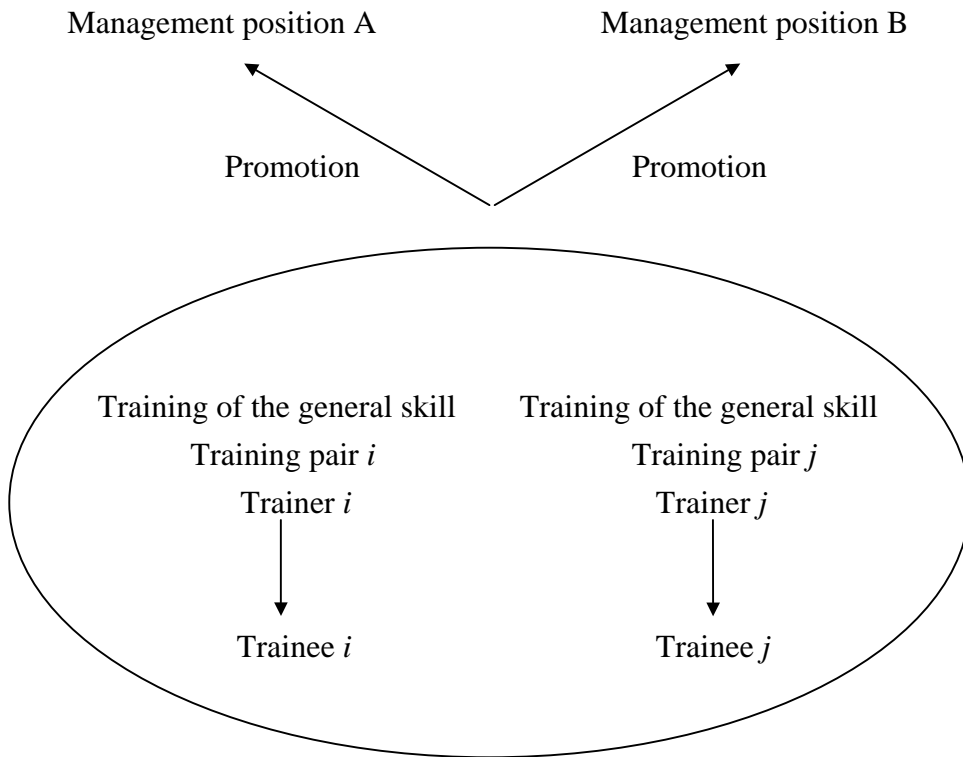 Management position A
Management position B
Promotion
Promotion
Training of the general skill
Training pair i
Trainer i
Trainee i
Training of the general skill
Training pair j
Trainer j
Trainee j